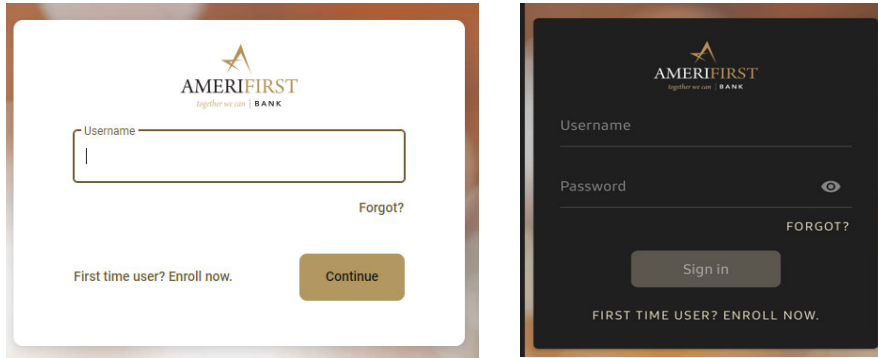 AMERIFIRST
together we can | BANK
Username
Forgot?
First time user? Enroll now.
Continue
AMERIFIRST
together we can | BANK
Username
Password
FORGOT?
Sign in
FIRST TIME USER? ENROLL NOW.